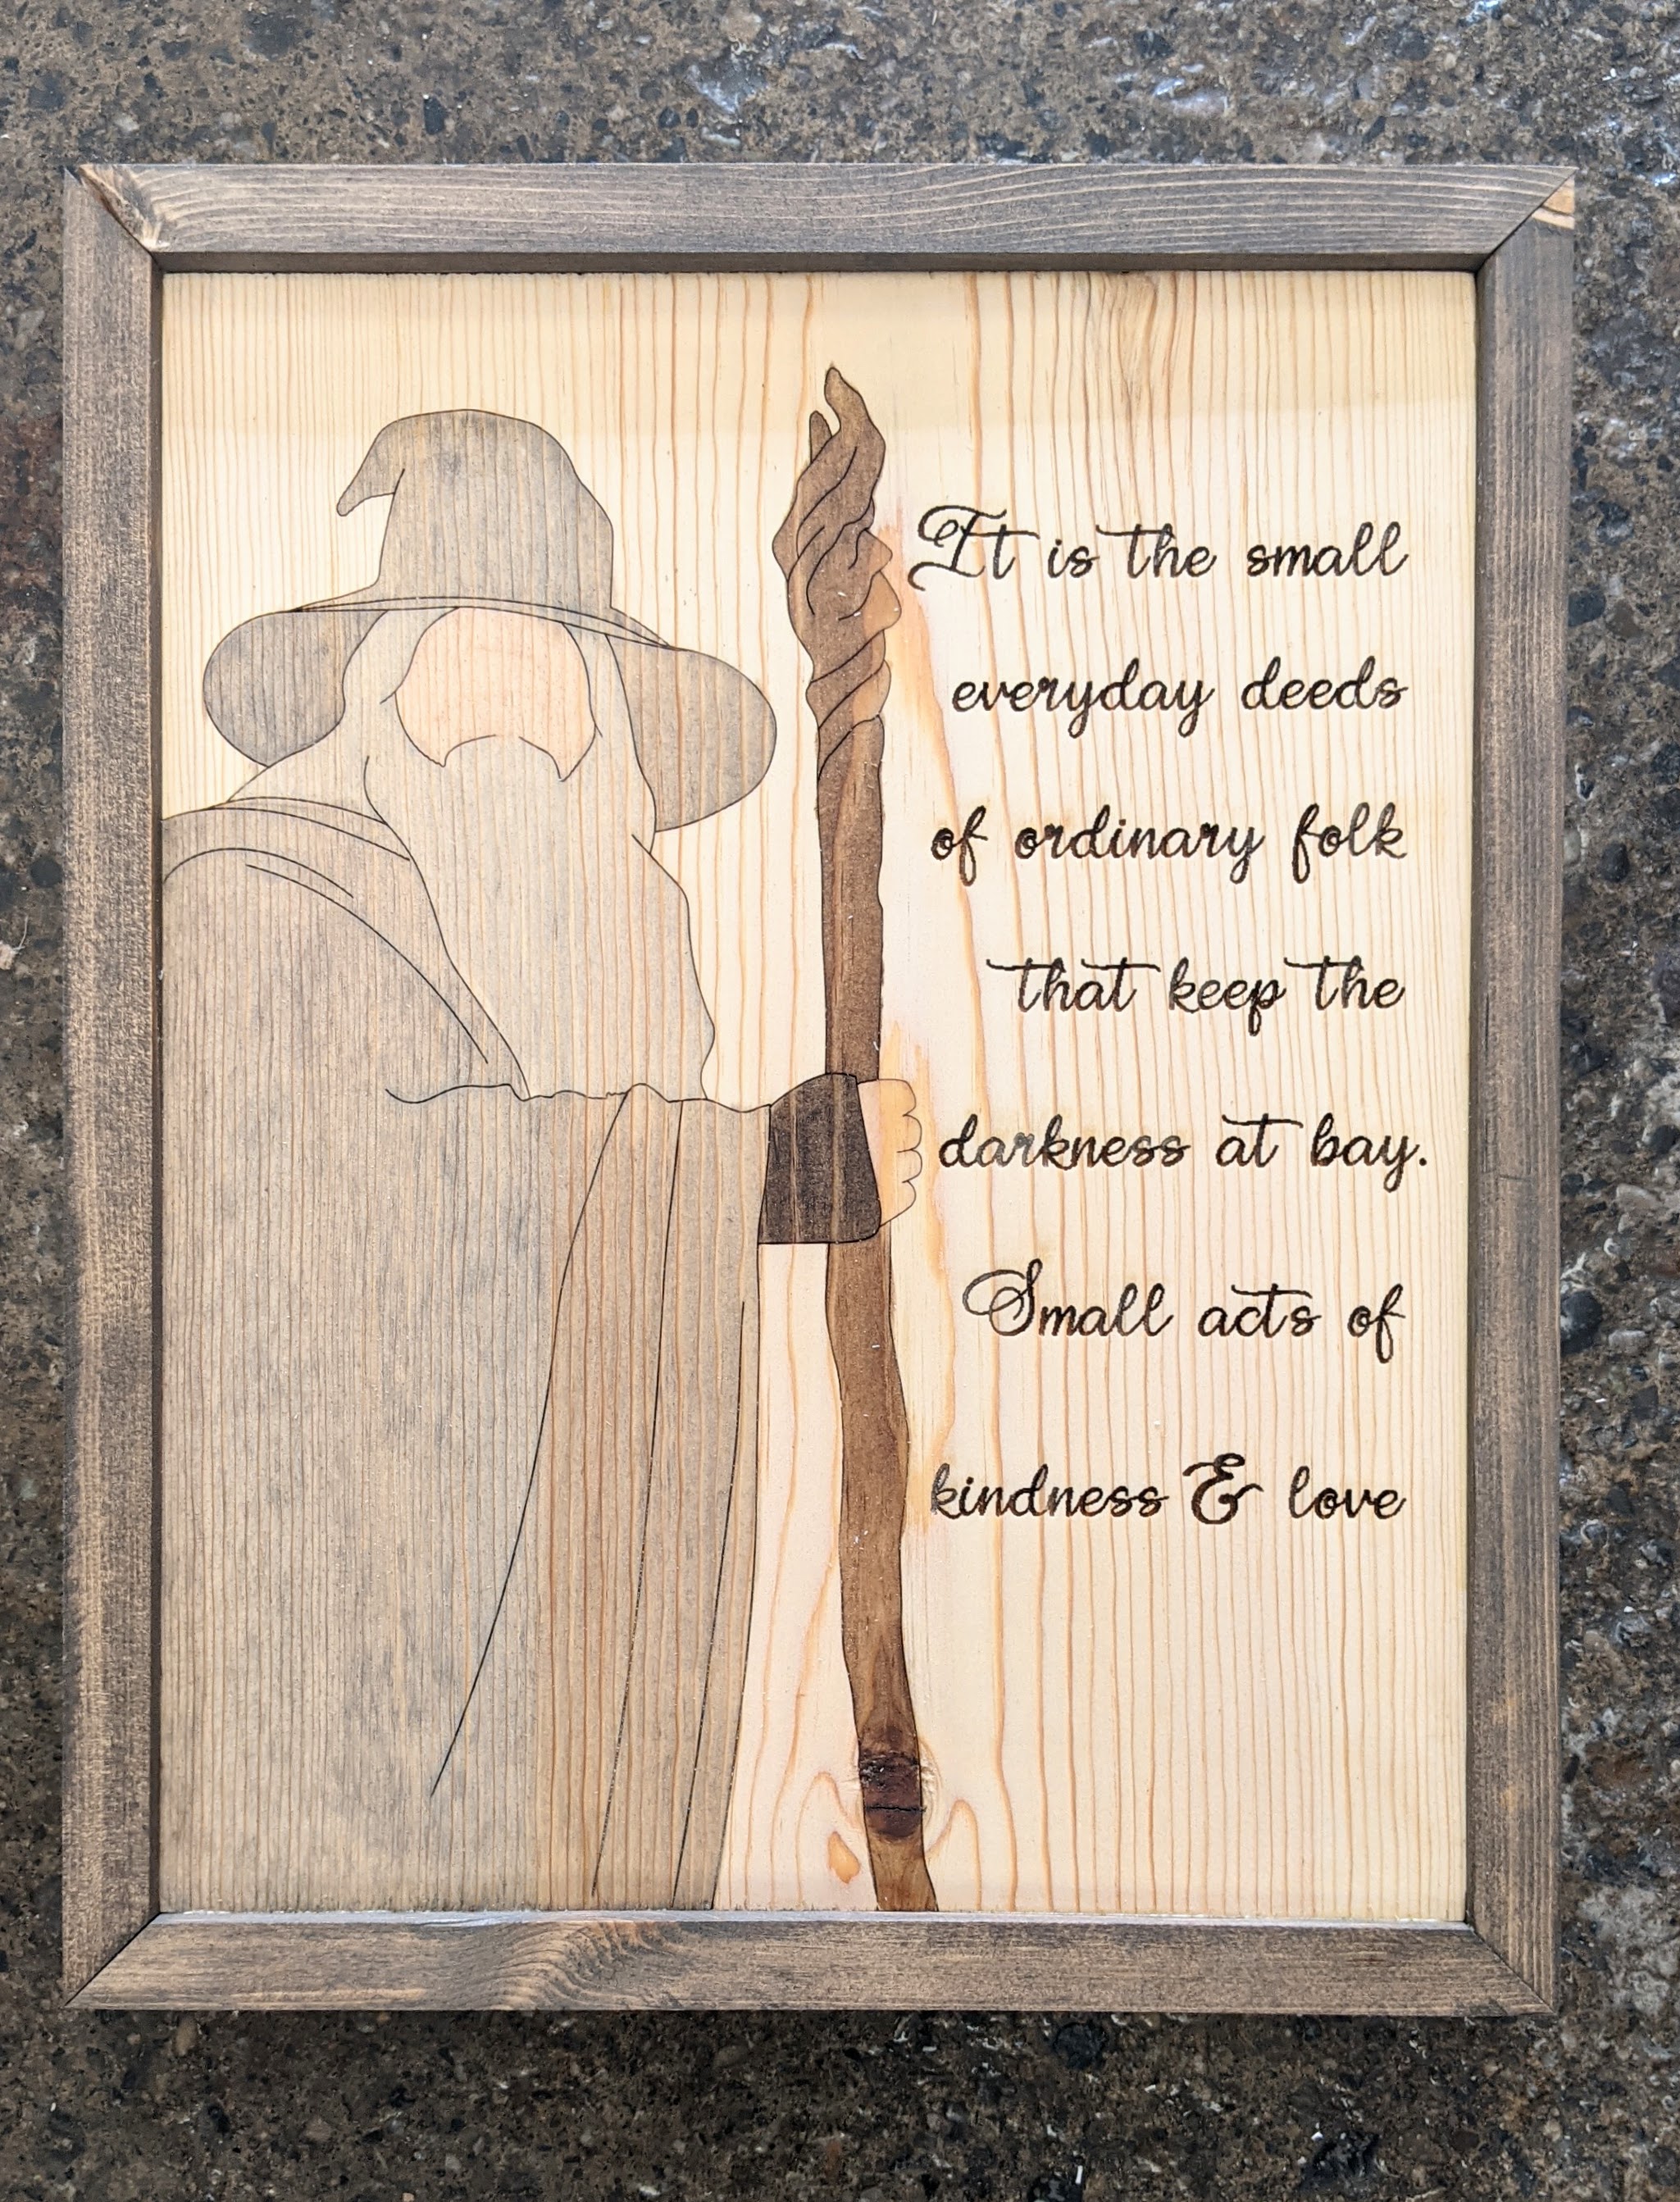 It is the small
everyday deeds
of ordinary folk
that keep the
darkness at bay.
Small acts of
kindness & love